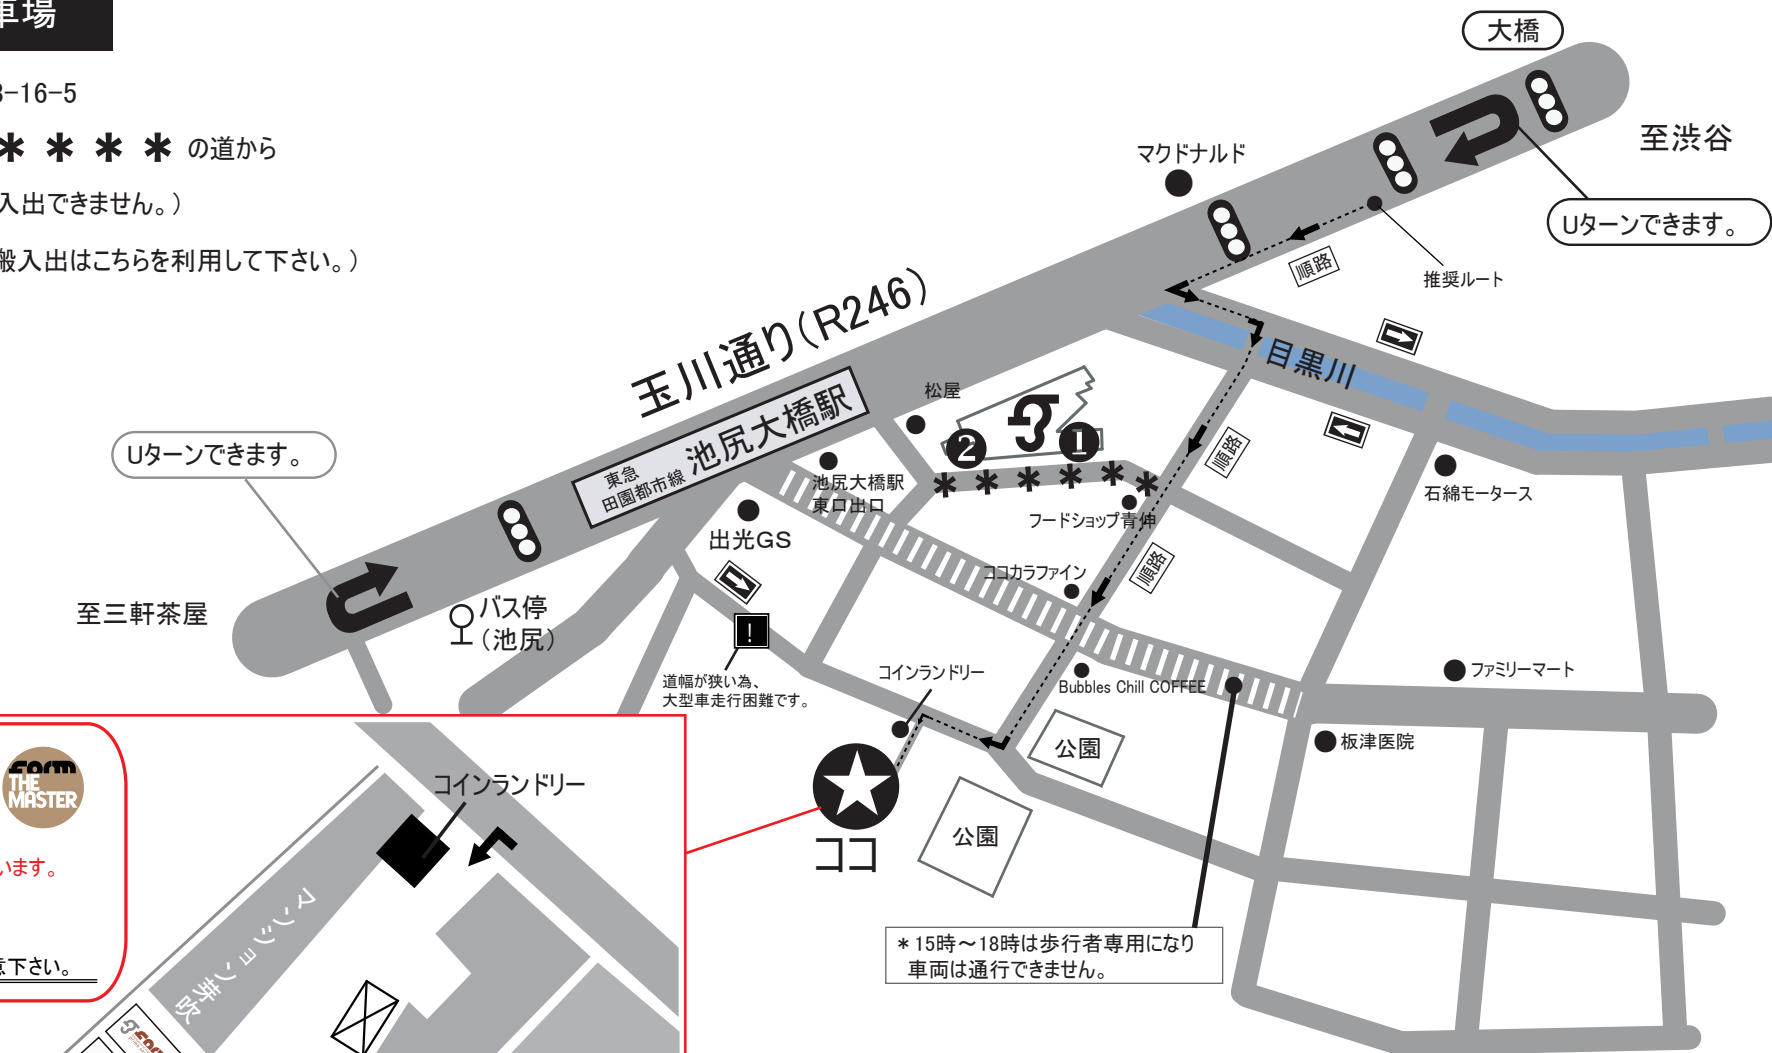 車場
3-16-5
＊＊＊＊の道から
入出できません。）
搬入出はこちらを利用して下さい。）
大橋
至渋谷
マクドナルド
Uターンできます。
推奨ルート
順路
玉川通り（R246）
目黒川
松屋
東急
田園都市線
池尻大橋駅
❷
❶
＊＊＊＊＊＊
池尻大橋駅
東口出口
フードショップ青伸
順路
石綿モータース
Uターンできます。
出光GS
ココカラファイン
順路
至三軒茶屋
バス停
（池尻）
!
道幅が狭い為、
大型車走行困難です。
コインランドリー
Bubbles Chill COFFEE
ファミリーマート
公園
板津医院
公園
ココ
＊15時～18時は歩行者専用になり
車両は通行できません。
form
THE
MASTER
います。
意下さい。
コインランドリー
マンション芽吹